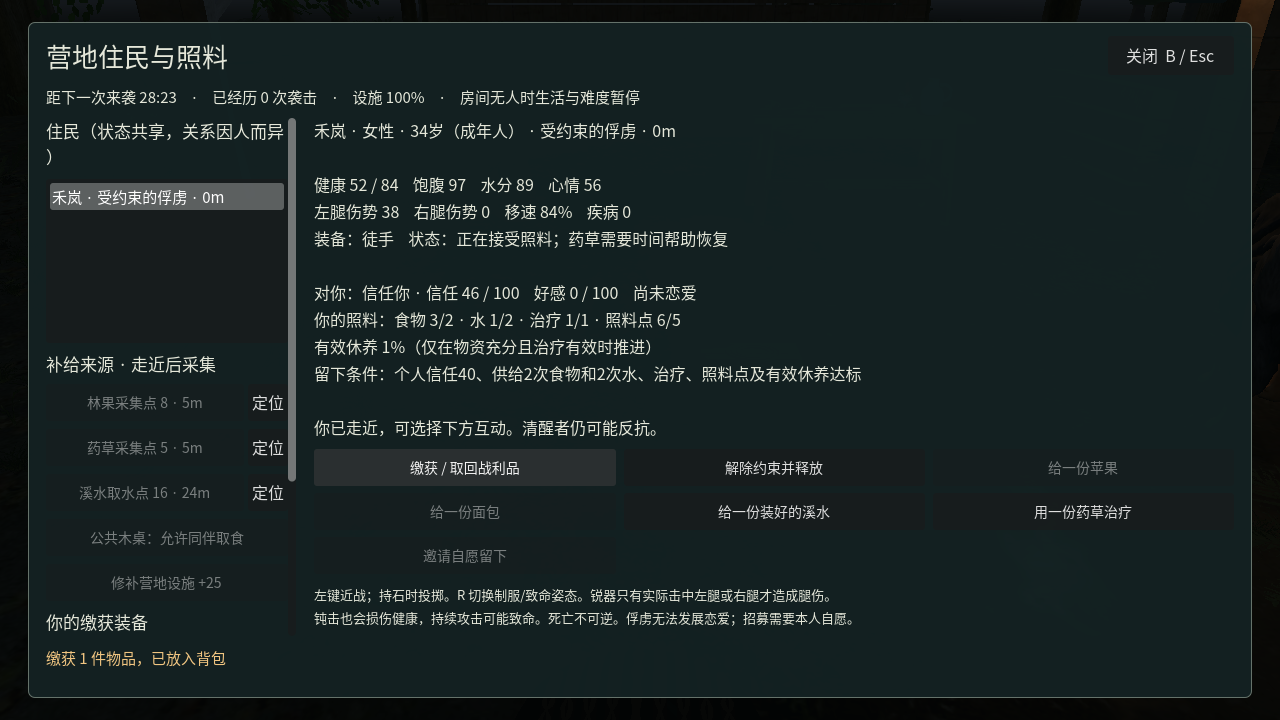 营地住民与照料
关闭 B / Esc
距下一次来袭 28:23 · 已经历 0 次袭击 · 设施 100% · 房间无人时生活与难度暂停
住民（状态共享，关系因人而异
）
禾岚 · 受约束的俘虏 · 0m
补给来源 · 走近后采集
林果采集点 8 · 5m 定位
药草采集点 5 · 5m 定位
溪水取水点 16 · 24m 定位
公共木桌：允许同伴取食
修补营地设施 +25
你的缴获装备
缴获 1 件物品，已放入背包
禾岚 · 女性 · 34岁（成年人） · 受约束的俘虏 · 0m
健康 52 / 84 饱腹 97 水分 89 心情 56
左腿伤势 38 右腿伤势 0 移速 84% 疾病 0
装备：徒手 状态：正在接受照料；药草需要时间帮助恢复
对你：信任你 · 信任 46 / 100 好感 0 / 100 尚未恋爱
你的照料：食物 3/2 · 水 1/2 · 治疗 1/1 · 照料点 6/5
有效休养 1%（仅在物资充分且治疗有效时推进）
留下条件：个人信任40、供给2次食物和2次水、治疗、照料点及有效休养达标
你已走近，可选择下方互动。清醒者仍可能反抗。
缴获 / 取回战利品 解除约束并释放 给一份苹果
给一份面包 给一份装好的溪水 用一份药草治疗
邀请自愿留下
左键近战；持石时投掷。R 切换制服/致命姿态。锐器只有实际击中左腿或右腿才造成腿伤。
钝击也会损伤健康，持续攻击可能致命。死亡不可逆。俘虏无法发展恋爱；招募需要本人自愿。